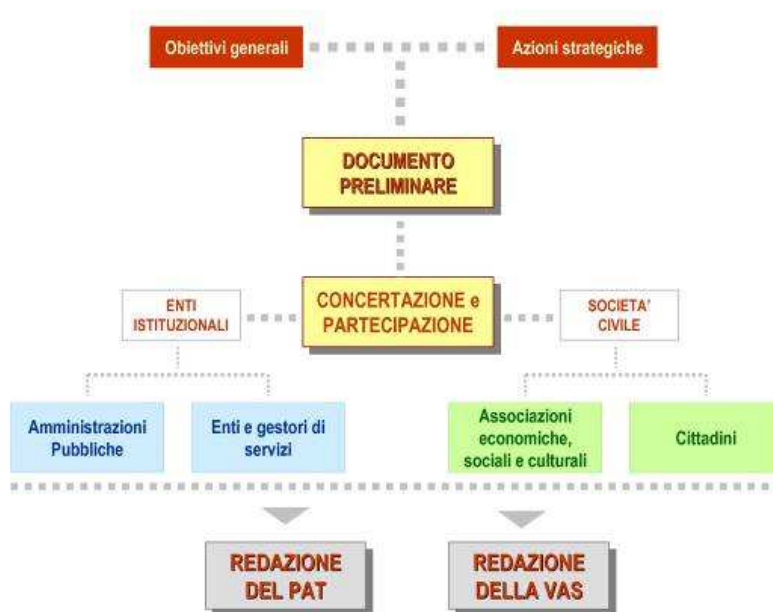 Obiettivi generali
Azioni strategiche
DOCUMENTO
PRELIMINARE
ENTI
ISTITUZIONALI
CONCERTAZIONE e
PARTECIPAZIONE
SOCIETA'
CIVILE
Amministrazioni
Pubbliche
Enti e gestori di
servizi
Associazioni
economiche,
sociali e culturali
Cittadini
REDAZIONE
DEL PAT
REDAZIONE
DELLA VAS